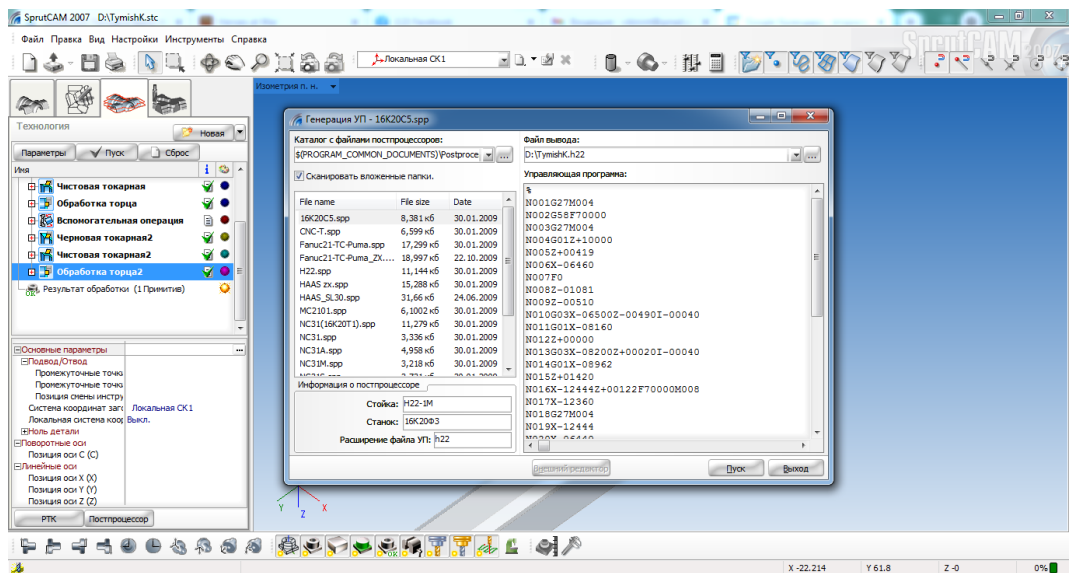 SprutCAM 2007 D:\TymishK.stc
Файл Правка Вид Настройки Инструменты Справка
Локальная СК1
SprutCAM 2007
Изометрия п. н.
Технология
Новая
Параметры Пуск Сброс
Имя
Чистовая токарная
Обработка торца
Вспомогательная операция
Черновая токарная2
Чистовая токарная2
Обработка торца2
Результат обработки (1 Примитив)
Основные параметры
Подвод/Отвод
Промежуточные точк
Промежуточные точк
Позиция смены инстру
Система координат заг Локальная СК1
Локальная система коор Выкл.
Ноль детали
Поворотные оси
Позиция оси C (C)
Линейные оси
Позиция оси X (X)
Позиция оси Y (Y)
Позиция оси Z (Z)
РТК Постпроцессор
Генерация УП - 16K20C5.spp
Каталог с файлами постпроцессоров:
$(PROGRAM_COMMON_DOCUMENTS)\Postproce ...
Сканировать вложенные папки.
File name File size Date
16K20C5.spp 8,381 кб 30.01.2009
CNC-T.spp 6,599 кб 30.01.2009
Fanuc21-TC-Puma.spp 17,299 кб 30.01.2009
Fanuc21-TC-Puma_ZX.... 18,997 кб 22.10.2009
H22.spp 11,144 кб 30.01.2009
HAAS zx.spp 15,288 кб 30.01.2009
HAAS_SL30.spp 31,66 кб 24.06.2009
MC2101.spp 6,1002 кб 30.01.2009
NC31(16K20T1).spp 11,279 кб 30.01.2009
NC31.spp 3,336 кб 30.01.2009
NC31A.spp 4,958 кб 30.01.2009
NC31M.spp 3,218 кб 30.01.2009
Информация о постпроцессоре
Стойка: H22-1M
Станок: 16K20Ф3
Расширение файла УП: h22
Файл вывода:
D:\TymishK.h22 ...
Управляющая программа:
%
N001G27M004
N002G58F70000
N003G27M004
N004G01Z+10000
N005Z+00419
N006X-06460
N007F0
N008Z-01081
N009Z-00510
N010G03X-06500Z-00490I-00040
N011G01X-08160
N012Z+00000
N013G03X-08200Z+00020I-00040
N014G01X-08962
N015Z+01420
N016X-12444Z+00122F70000M008
N017X-12360
N018G27M004
N019X-12444
Внешний редактор Пуск Выход
Y Z X
X -22.214 Y 61.8 Z -0 0%